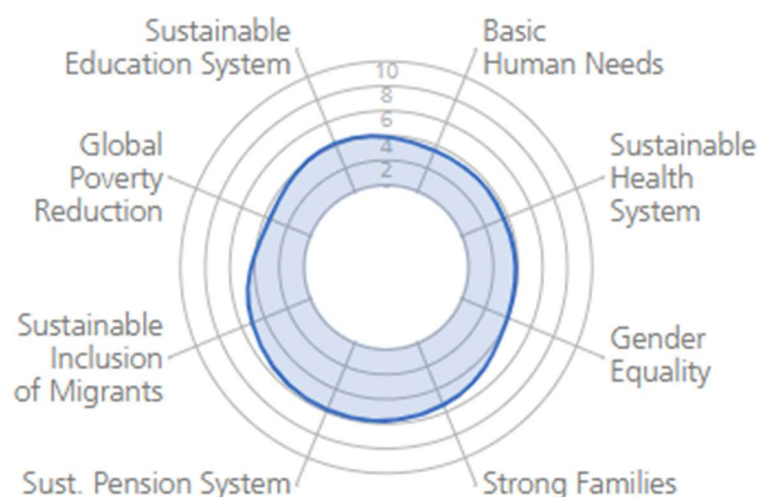 Sustainable
Education System
Basic
Human Needs
10
8
6
4
2
Global
Poverty
Reduction
Sustainable
Health
System
Sustainable
Inclusion
of Migrants
Gender
Equality
Sust. Pension System
Strong Families